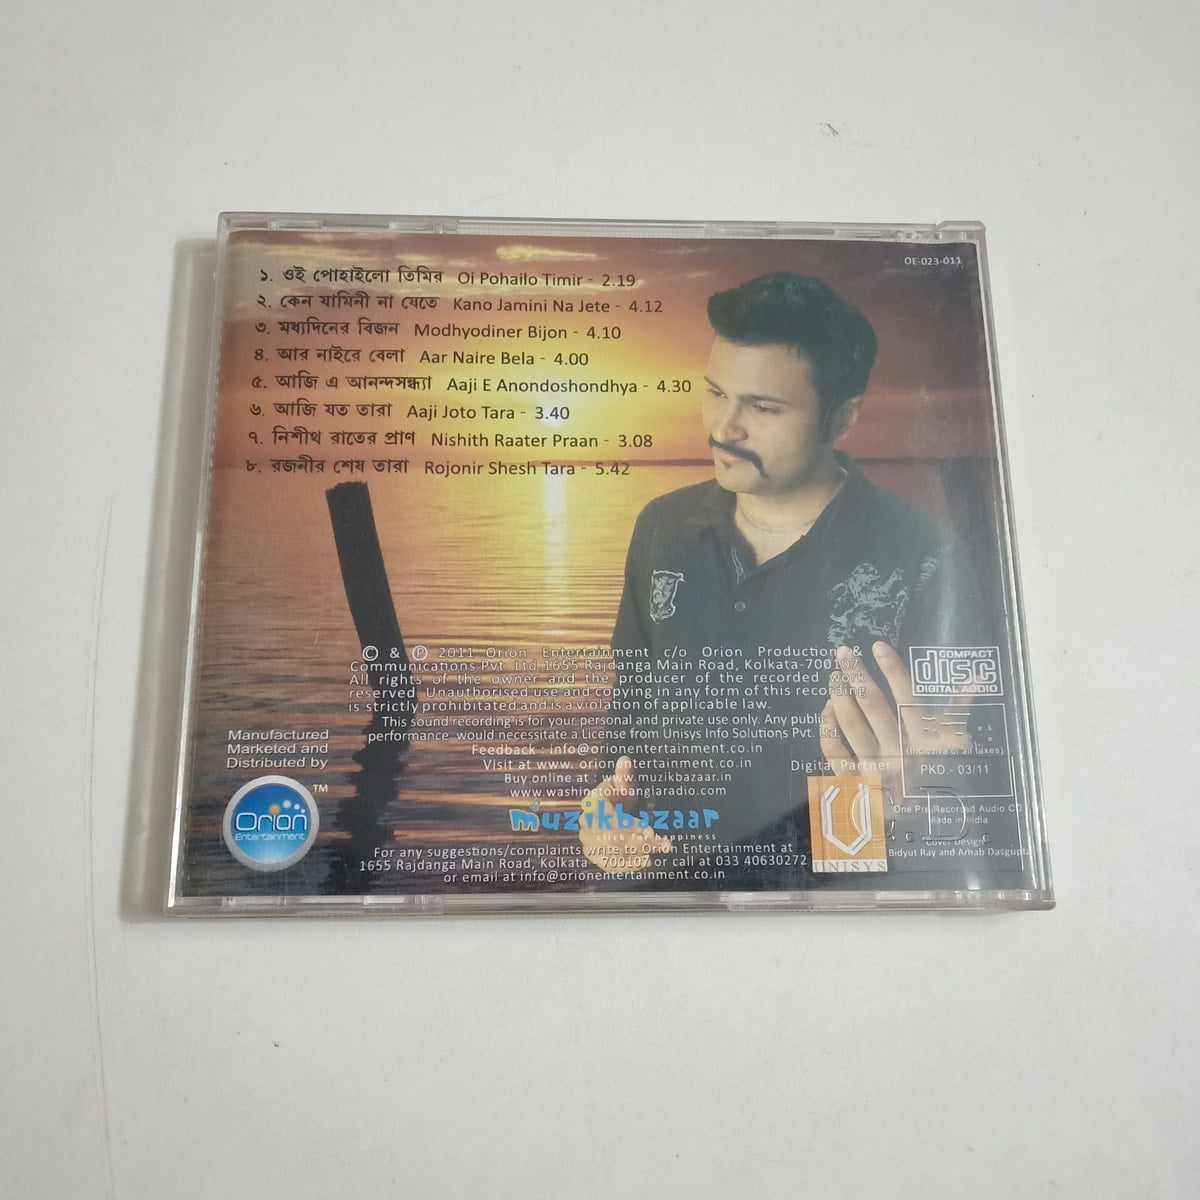 OE-023-011
১. ওই পোহাইলো তিমির Oi Pohailo Timir - 2.19
২. কেন যামিনী না যেতে Kano Jamini Na Jete - 4.12
৩. মধ্যদিনের বিজন Modhyodiner Bijon - 4.10
৪. আর নাইরে বেলা Aar Naire Bela - 4.00
৫. আজি এ আনন্দসন্ধ্যা Aaji E Anondoshondhya - 4.30
৬. আজি যত তারা Aaji Joto Tara - 3.40
৭. নিশীথ রাতের প্রাণ Nishith Raater Praan - 3.08
৮. রজনীর শেষ তারা Rojonir Shesh Tara - 5.42
© & ℗ 2011 Orion Entertainment c/o Orion Production &
Communications Pvt. Ltd.1655 Rajdanga Main Road, Kolkata-700107.
All rights of the owner and the producer of the recorded work
reserved. Unauthorised use and copying in any form of this recording
is strictly prohibitated and is a violation of applicable law.
This sound recording is for your personal and private use only. Any public
performance would necessitate a License from Unisys Info Solutions Pvt. Ltd.
Feedback : info@orionentertainment.co.in
Visit at www. orionentertainment.co.in
Buy online at : www.muzikbazaar.in
www.washingtonbanglaradio.com
muzikbazaar
click for happiness
For any suggestions/complaints write to Orion Entertainment at
1655 Rajdanga Main Road, Kolkata - 700107 or call at 033 40630272
or email at info@orionentertainment.co.in
Manufactured
Marketed and
Distributed by
TM
Orion
Entertainment
Digital Partner
UNISYS
COMPACT
disc
DIGITAL AUDIO
(Inclusive of all taxes)
PKD.- 03/11
One Pre-Recorded Audio CD
Made in India
Cover Design
Bidyut Ray and Arnab Dasgupta